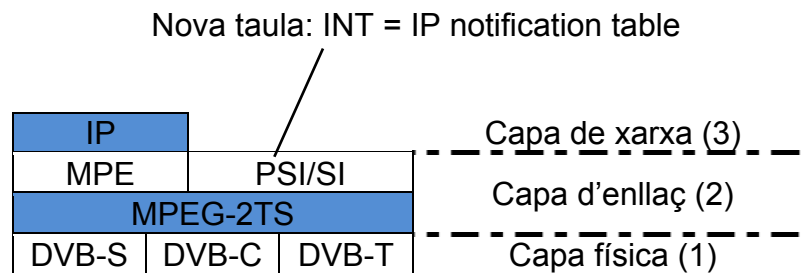 Nova taula: INT = IP notification table
IP
Capa de xarxa (3)
MPE
PSI/SI
Capa d’enllaç (2)
MPEG-2TS
DVB-S
DVB-C
DVB-T
Capa física (1)